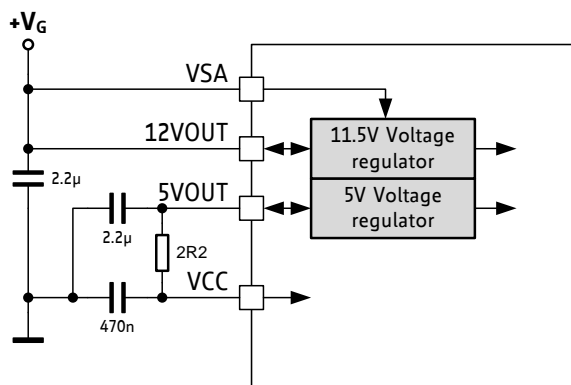 +VG
VSA
12VOUT
11.5V Voltage
regulator
2.2µ
5VOUT
5V Voltage
regulator
2.2µ
2R2
VCC
470n